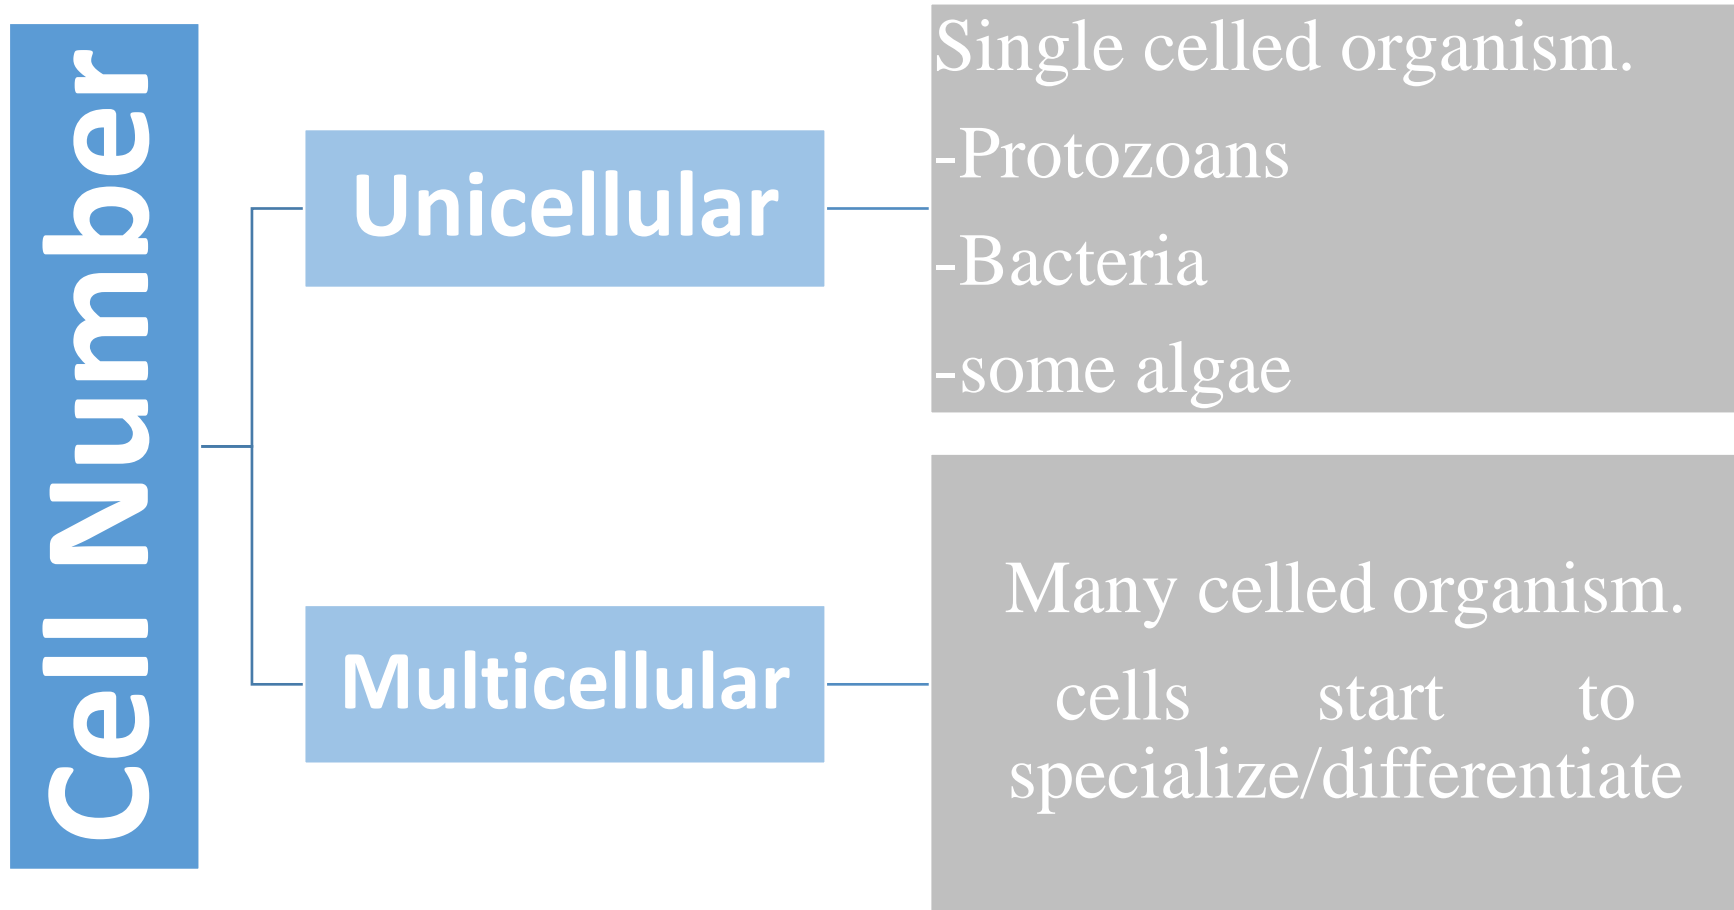 Cell Number
Unicellular
Single celled organism.
-Protozoans
-Bacteria
-some algae
Multicellular
Many celled organism.
cells start to
specialize/differentiate